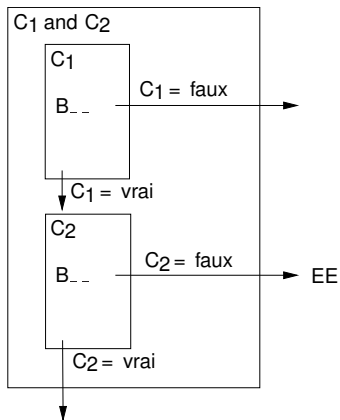 C1 and C2
C1
C1 = faux
B_ _
C1 = vrai
C2
C2 = faux
B_ _
EE
C2 = vrai